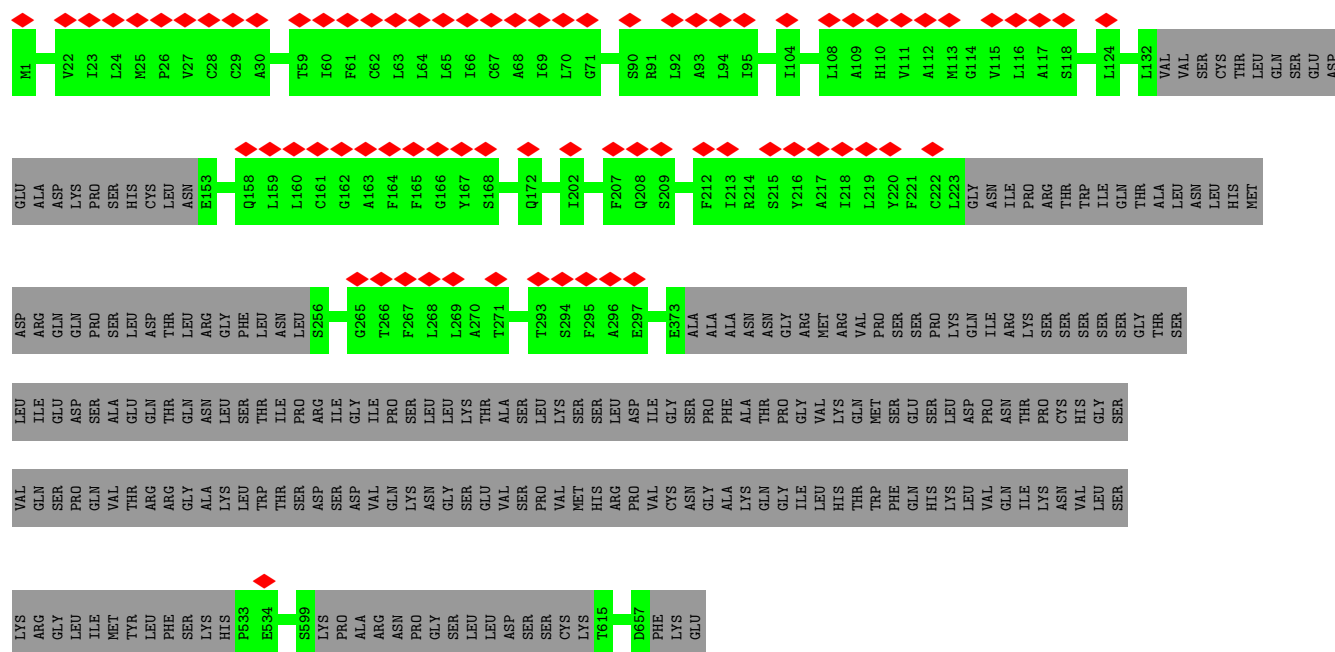 M1 V22 I23 L24 M25 P26 V27 C28 C29 A30 T59 I60 F61 C62 L63 L64 L65 I66 C67 A68 I69 L70 G71 S90 R91 L92 A93 L94 I95 I104 L108 A109 H110 V111 A112 M113 G114 V115 L116 A117 S118 L124 L132 VAL VAL SER CYS THR LEU GLN SER GLU ASP
GLU ALA ASP LYS PRO SER HIS CYS LEU ASN E153 Q158 L159 L160 C161 G162 A163 F164 F165 G166 Y167 S168 Q172 I202 F207 Q208 S209 F212 I213 R214 S215 Y216 A217 I218 L219 Y220 F221 C222 L223 GLY ASN ILE PRO ARG THR TRP ILE GLN THR ALA LEU ASN LEU HIS MET
ASP ARG GLN GLN PRO SER LEU ASP THR LEU ARG GLY PHE LEU ASN LEU S256 G265 T266 F267 L268 L269 A270 T271 T293 S294 F295 A296 E297 E373 ALA ALA ALA ASN ASN GLY ARG MET ARG VAL PRO SER SER PRO LYS GLN ILE ARG LYS SER SER SER SER SER GLY THR SER
LEU ILE GLU ASP SER ALA GLU GLN THR GLN ASN LEU SER THR ILE PRO ARG ILE GLY ILE PRO SER LEU LEU LYS THR ALA SER LEU LYS SER SER LEU ASP ILE GLY SER PRO PHE ALA THR PRO GLY VAL LYS GLN MET SER GLU SER LEU ASP PRO ASN THR PRO CYS HIS GLY SER
VAL GLN SER PRO GLN VAL THR ARG ARG GLY ALA LYS LEU TRP THR SER ASP SER ASP VAL GLN LYS ASN GLY SER GLU VAL SER PRO VAL MET HIS ARG PRO VAL CYS ASN GLY ALA LYS GLN GLY ILE LEU HIS THR TRP PHE GLN HIS LYS LEU VAL GLN ILE LYS ASN VAL LEU SER
LYS ARG GLY LEU ILE MET TYR LEU PHE SER LYS HIS P533 E534 S599 LYS PRO ALA ARG ASN PRO GLY SER LEU LEU ASP SER SER CYS LYS T615 D657 PHE LYS GLU